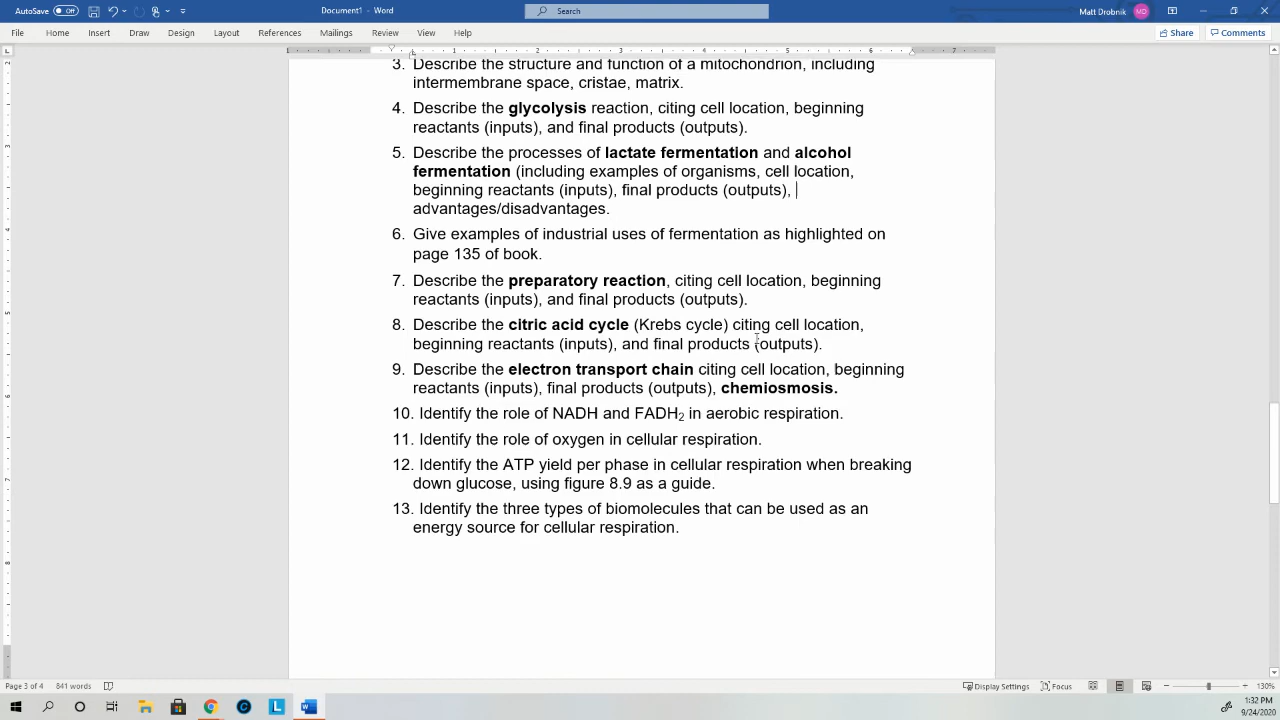 AutoSave Off
Document1 - Word
Search
Matt Drobnik MD
File Home Insert Draw Design Layout References Mailings Review View Help Share Comments
3. Describe the structure and function of a mitochondrion, including
intermembrane space, cristae, matrix.
4. Describe the glycolysis reaction, citing cell location, beginning
reactants (inputs), and final products (outputs).
5. Describe the processes of lactate fermentation and alcohol
fermentation (including examples of organisms, cell location,
beginning reactants (inputs), final products (outputs),
advantages/disadvantages.
6. Give examples of industrial uses of fermentation as highlighted on
page 135 of book.
7. Describe the preparatory reaction, citing cell location, beginning
reactants (inputs), and final products (outputs).
8. Describe the citric acid cycle (Krebs cycle) citing cell location,
beginning reactants (inputs), and final products (outputs).
9. Describe the electron transport chain citing cell location, beginning
reactants (inputs), final products (outputs), chemiosmosis.
10. Identify the role of NADH and FADH2 in aerobic respiration.
11. Identify the role of oxygen in cellular respiration.
12. Identify the ATP yield per phase in cellular respiration when breaking
down glucose, using figure 8.9 as a guide.
13. Identify the three types of biomolecules that can be used as an
energy source for cellular respiration.
Page 3 of 4 841 words Display Settings Focus 130%
1:32 PM
9/24/2020